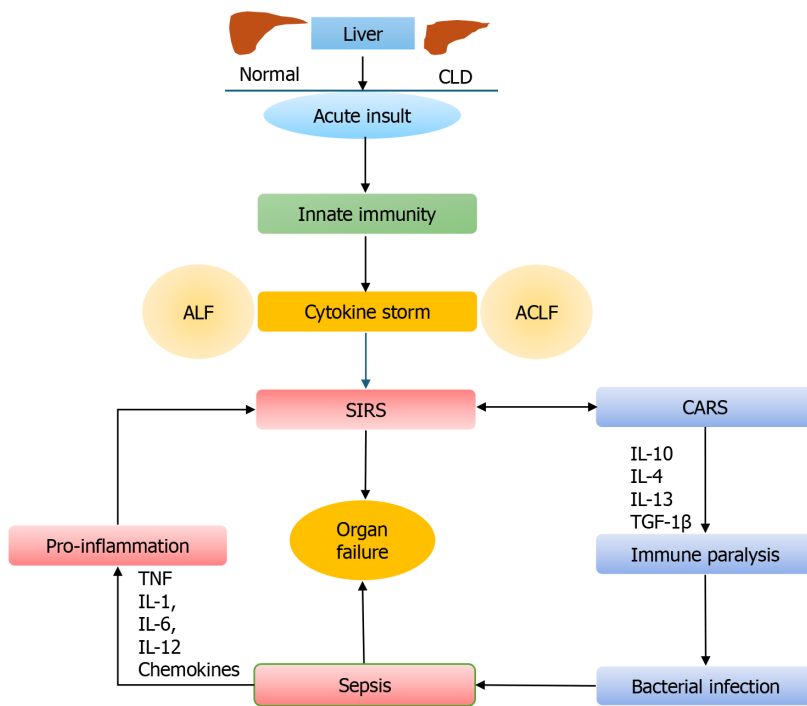 Liver
Normal
CLD
Acute insult
Innate immunity
ALF
Cytokine storm
ACLF
SIRS
CARS
IL-10
IL-4
IL-13
TGF-1β
Organ
failure
Pro-inflammation
Immune paralysis
TNF
IL-1,
IL-6,
IL-12
Chemokines
Sepsis
Bacterial infection